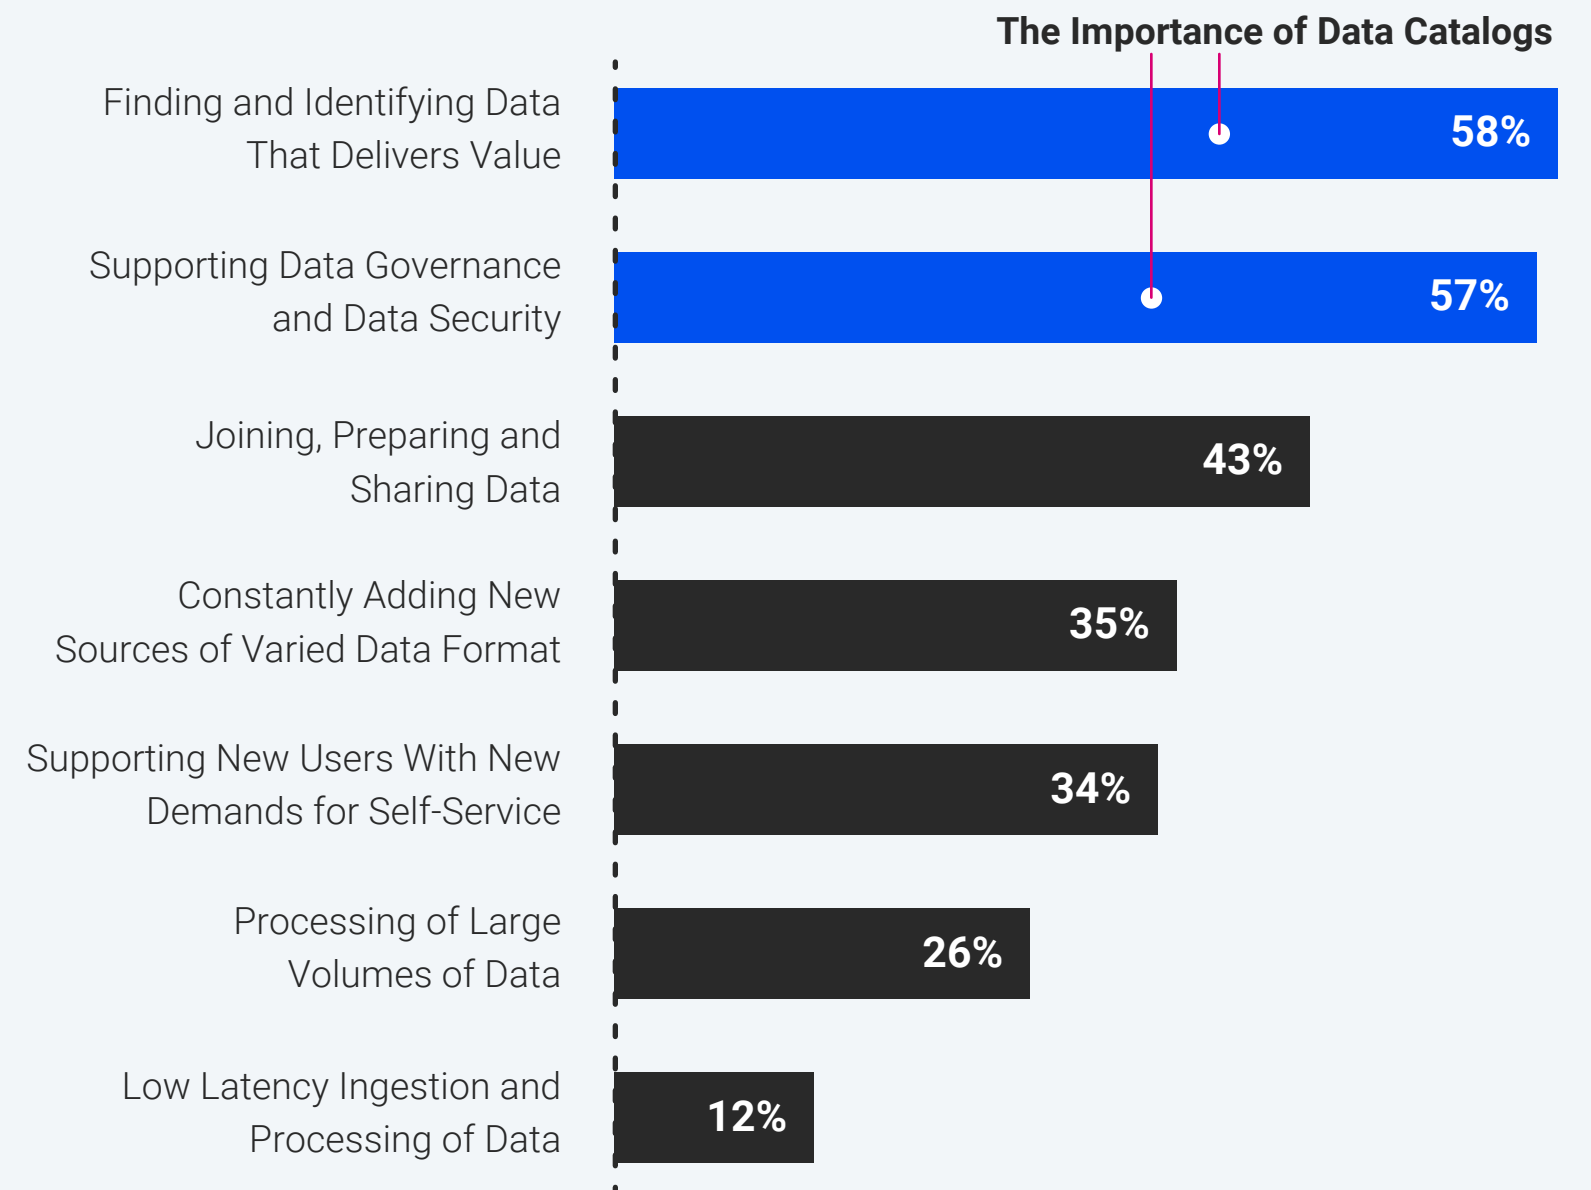 The Importance of Data Catalogs
Finding and Identifying Data
That Delivers Value
58%
Supporting Data Governance
and Data Security
57%
Joining, Preparing and
Sharing Data
43%
Constantly Adding New
Sources of Varied Data Format
35%
Supporting New Users With New
Demands for Self-Service
34%
Processing of Large
Volumes of Data
26%
Low Latency Ingestion and
Processing of Data
12%